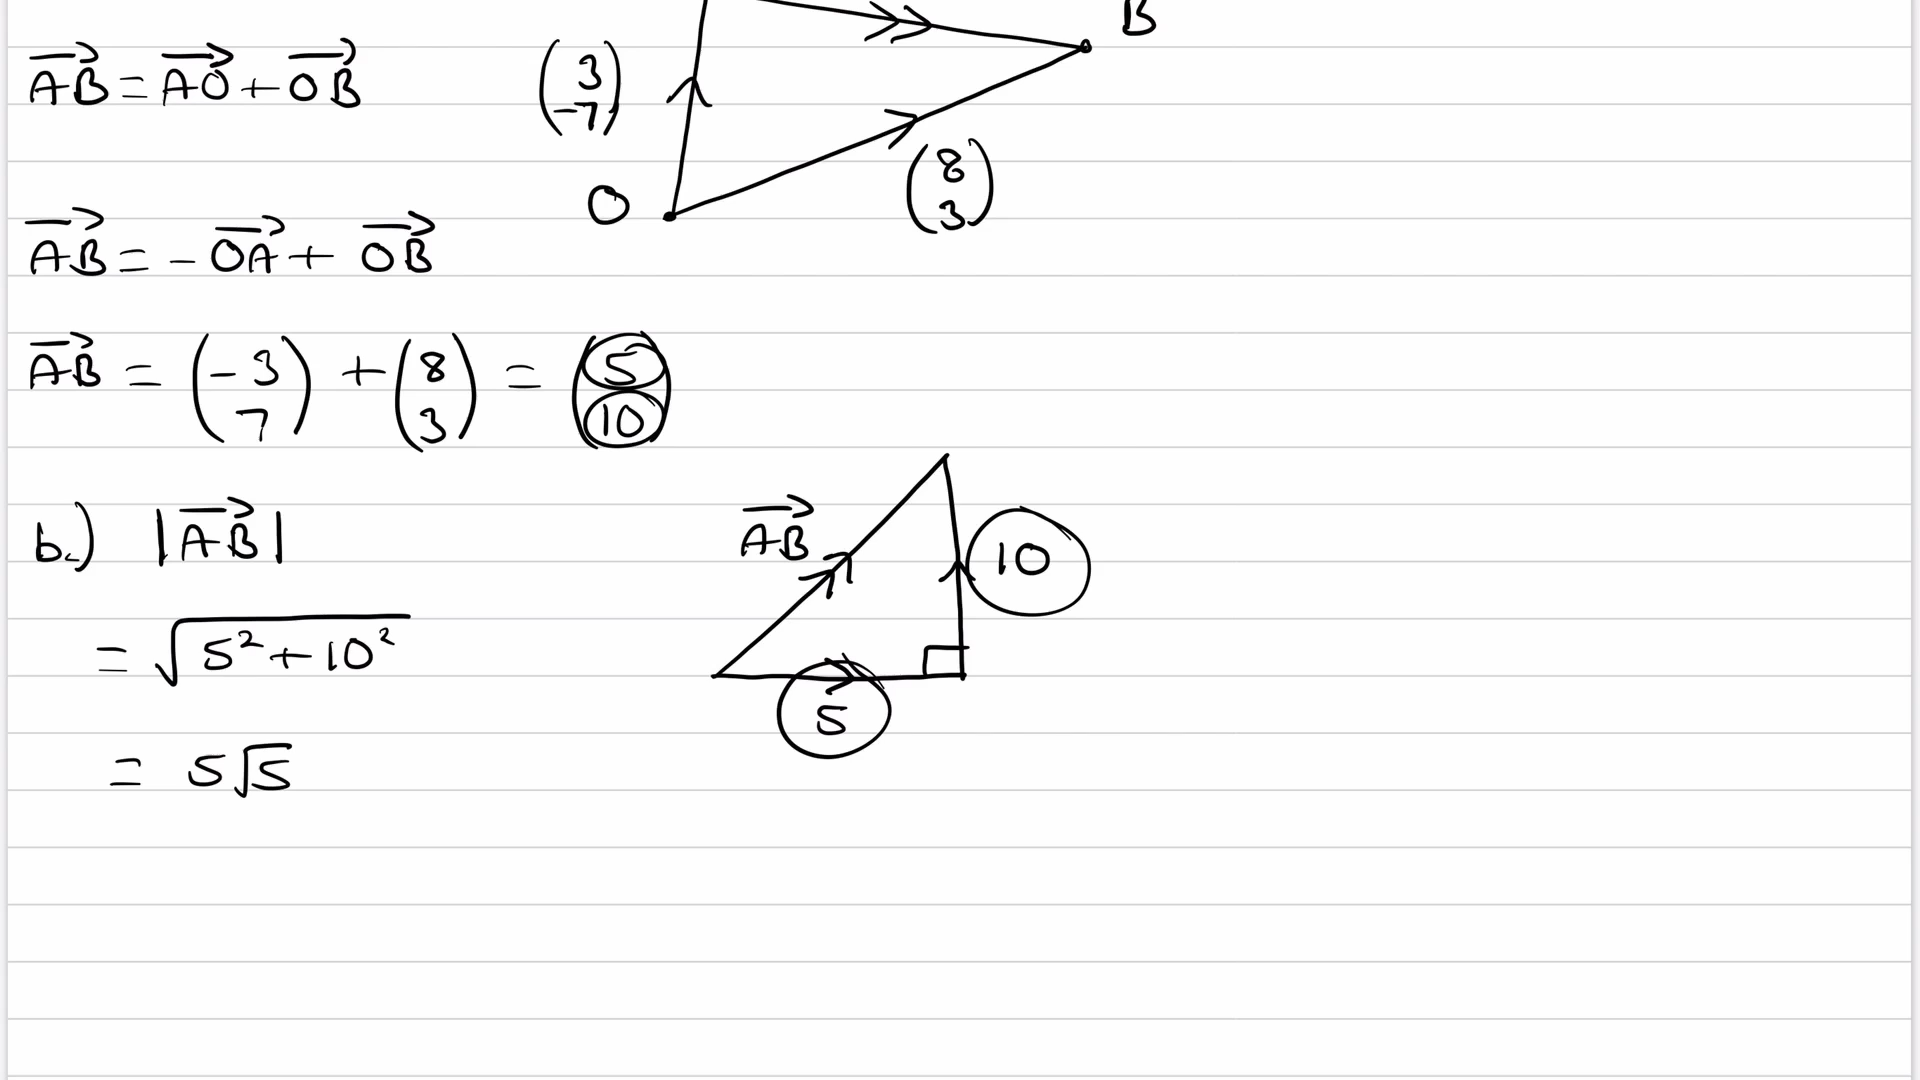 B
→AB = →AO + →OB
(3
-7)
(8
3)
O
→AB = - →OA + →OB
→AB = (-3
7) + (8
3) = (5
10)
b.) |→AB|
→AB
10
= √(5² + 10²)
5
= 5√5